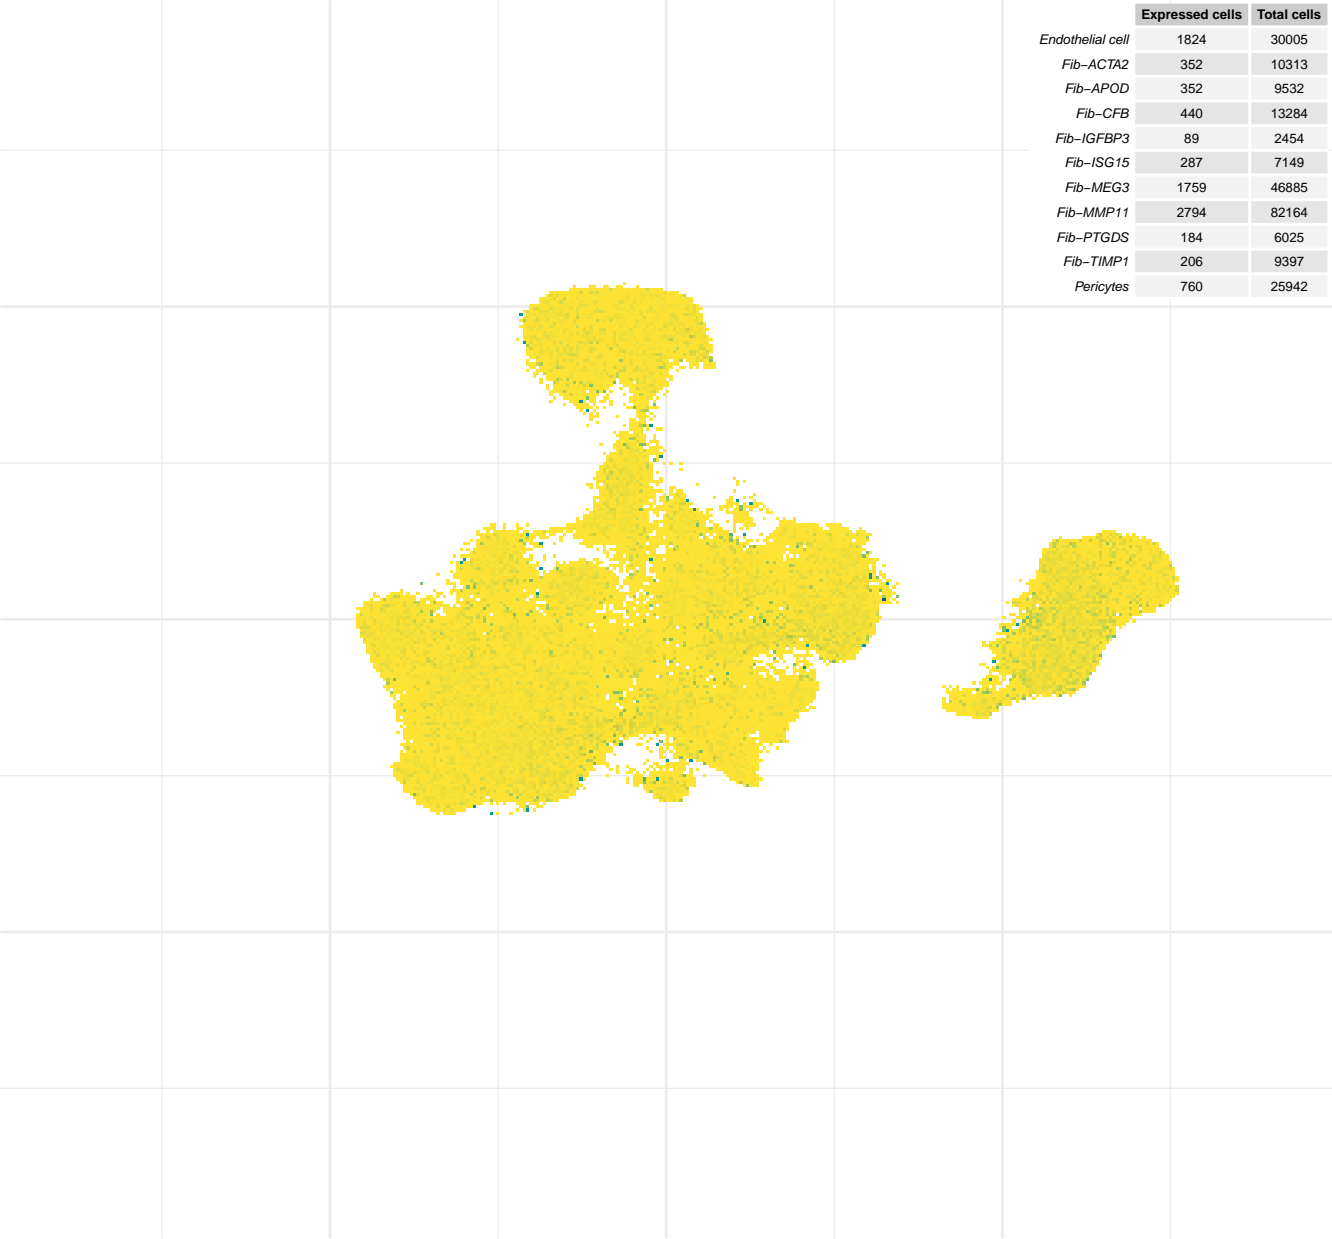 Expressed cells Total cells
Endothelial cell 1824 30005
Fib−ACTA2 352 10313
Fib−APOD 352 9532
Fib−CFB 440 13284
Fib−IGFBP3 89 2454
Fib−ISG15 287 7149
Fib−MEG3 1759 46885
Fib−MMP11 2794 82164
Fib−PTGDS 184 6025
Fib−TIMP1 206 9397
Pericytes 760 25942